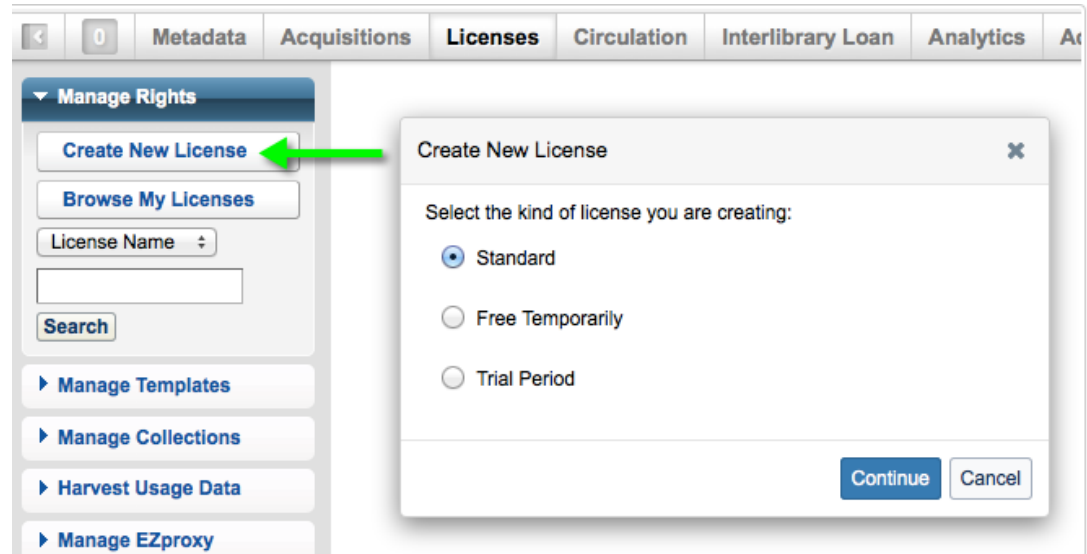 0 Metadata Acquisitions Licenses Circulation Interlibrary Loan Analytics
Manage Rights
Create New License
Browse My Licenses
License Name
Search
Manage Templates
Manage Collections
Harvest Usage Data
Manage EZproxy
Create New License
Select the kind of license you are creating:
Standard
Free Temporarily
Trial Period
Continue Cancel